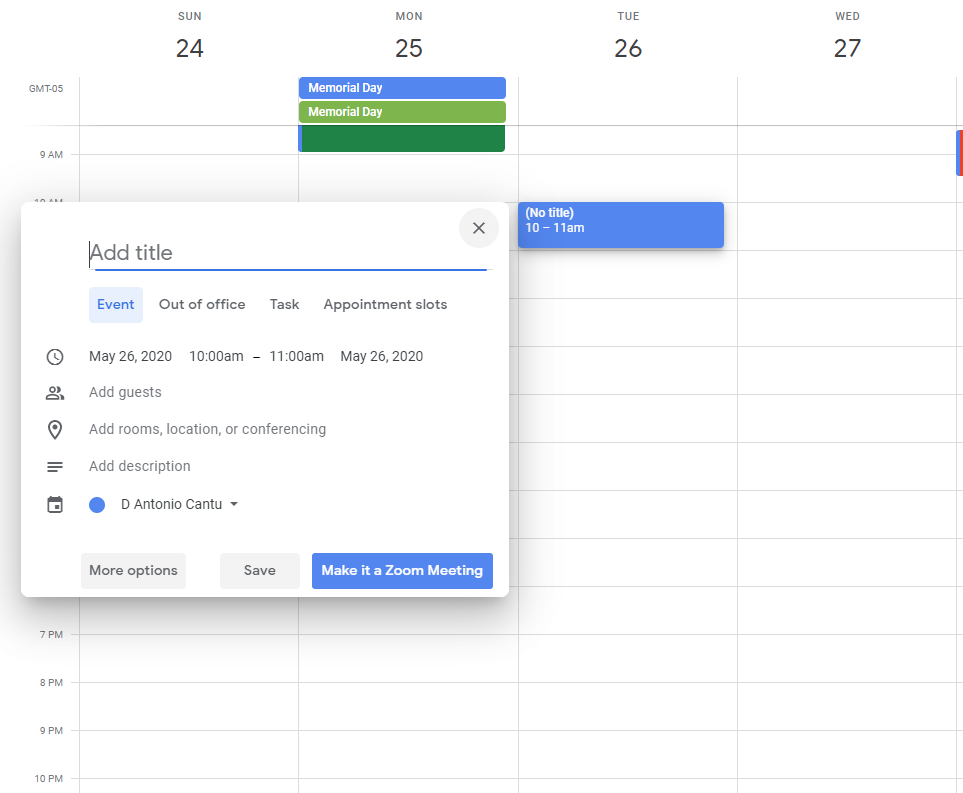 SUN MON TUE WED
24 25 26 27
GMT-05
Memorial Day
Memorial Day
9 AM
10 AM
(No title)
10 – 11am
Add title
Event Out of office Task Appointment slots
May 26, 2020 10:00am – 11:00am May 26, 2020
Add guests
Add rooms, location, or conferencing
Add description
D Antonio Cantu
More options Save Make it a Zoom Meeting
7 PM
8 PM
9 PM
10 PM